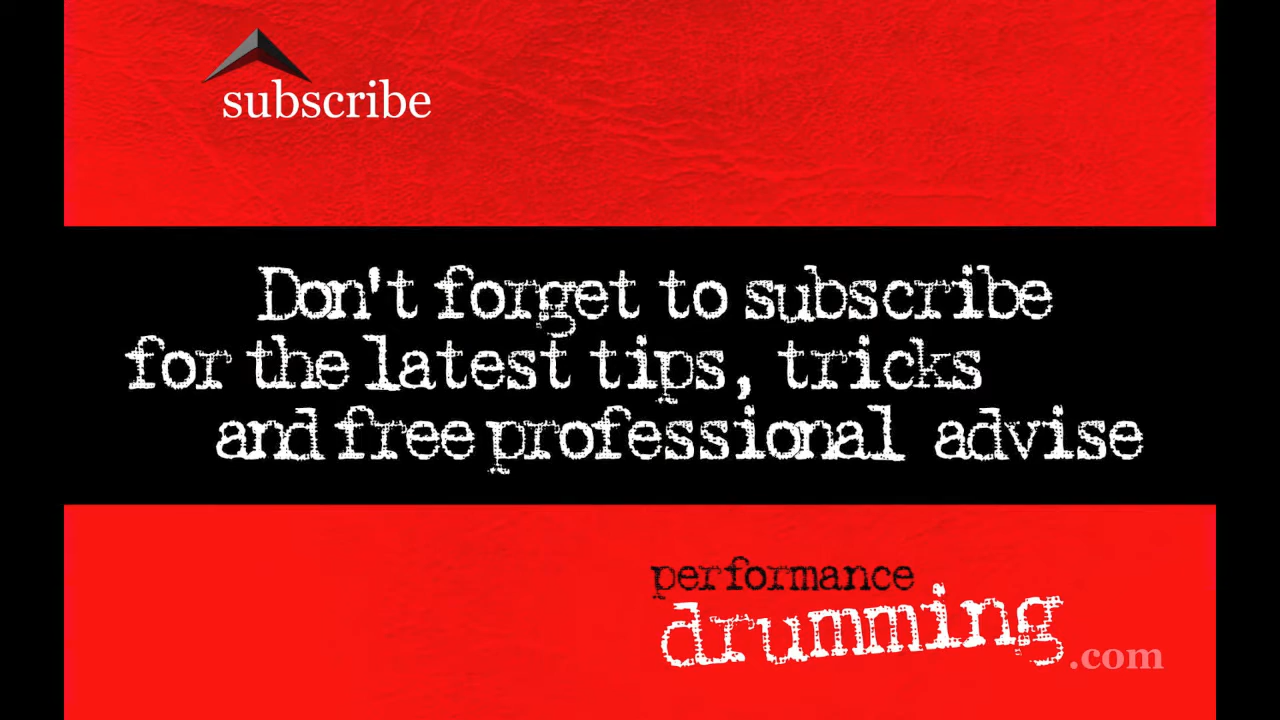 subscribe
Don't forget to subscribe
for the latest tips, tricks
and free professional advise
performance
drumming.com